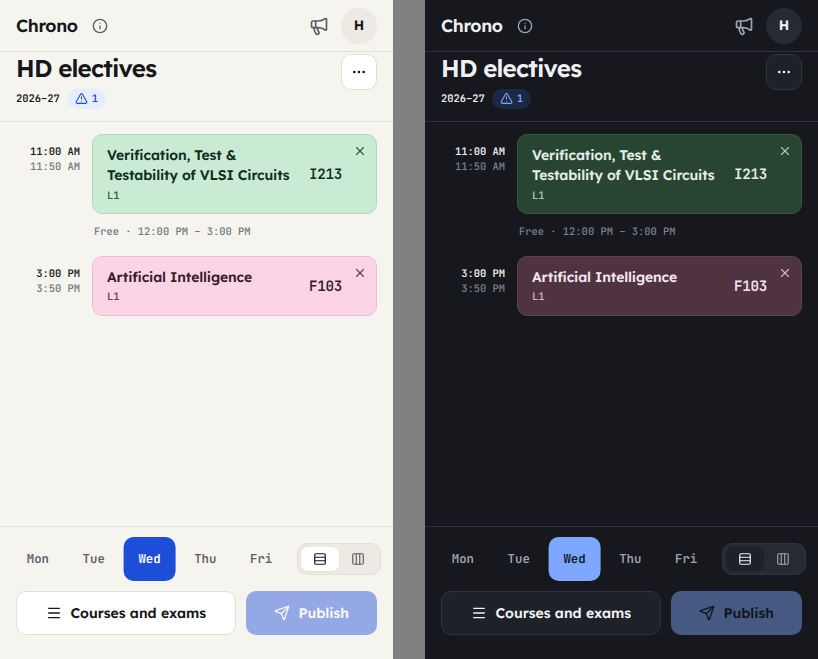 Chrono
H
HD electives
2026-27
1
11:00 AM
11:50 AM
Verification, Test &
Testability of VLSI Circuits
I213
L1
Free · 12:00 PM – 3:00 PM
3:00 PM
3:50 PM
Artificial Intelligence
F103
L1
Mon Tue Wed Thu Fri
Courses and exams
Publish
Chrono
H
HD electives
2026-27
1
11:00 AM
11:50 AM
Verification, Test &
Testability of VLSI Circuits
I213
L1
Free · 12:00 PM – 3:00 PM
3:00 PM
3:50 PM
Artificial Intelligence
F103
L1
Mon Tue Wed Thu Fri
Courses and exams
Publish